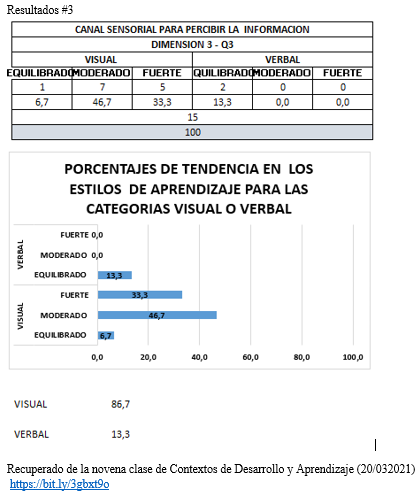 Resultados #3
CANAL SENSORIAL PARA PERCIBIR LA INFORMACION
DIMENSION 3 - Q3
VISUAL VERBAL
EQUILIBRADO MODERADO FUERTE QUILIBRADO MODERADO FUERTE
1 7 5 2 0 0
6,7 46,7 33,3 13,3 0,0 0,0
15
100
PORCENTAJES DE TENDENCIA EN LOS
ESTILOS DE APRENDIZAJE PARA LAS
CATEGORIAS VISUAL O VERBAL
VERBAL
FUERTE 0,0
MODERADO 0,0
EQUILIBRADO 13,3
VISUAL
FUERTE 33,3
MODERADO 46,7
EQUILIBRADO 6,7
0,0 20,0 40,0 60,0 80,0 100,0
VISUAL 86,7
VERBAL 13,3
Recuperado de la novena clase de Contextos de Desarrollo y Aprendizaje (20/032021)
https://bit.ly/3gbxt9o